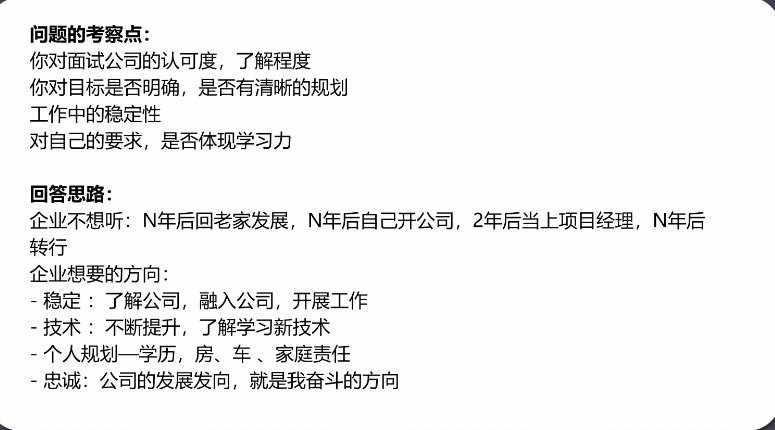 问题的考察点：
你对面试公司的认可度，了解程度
你对目标是否明确，是否有清晰的规划
工作中的稳定性
对自己的要求，是否体现学习力
回答思路：
企业不想听：N年后回老家发展，N年后自己开公司，2年后当上项目经理，N年后
转行
企业想要的方向：
- 稳定 ：了解公司，融入公司，开展工作
- 技术 ：不断提升，了解学习新技术
- 个人规划—学历，房、车 、家庭责任
- 忠诚：公司的发展发向，就是我奋斗的方向